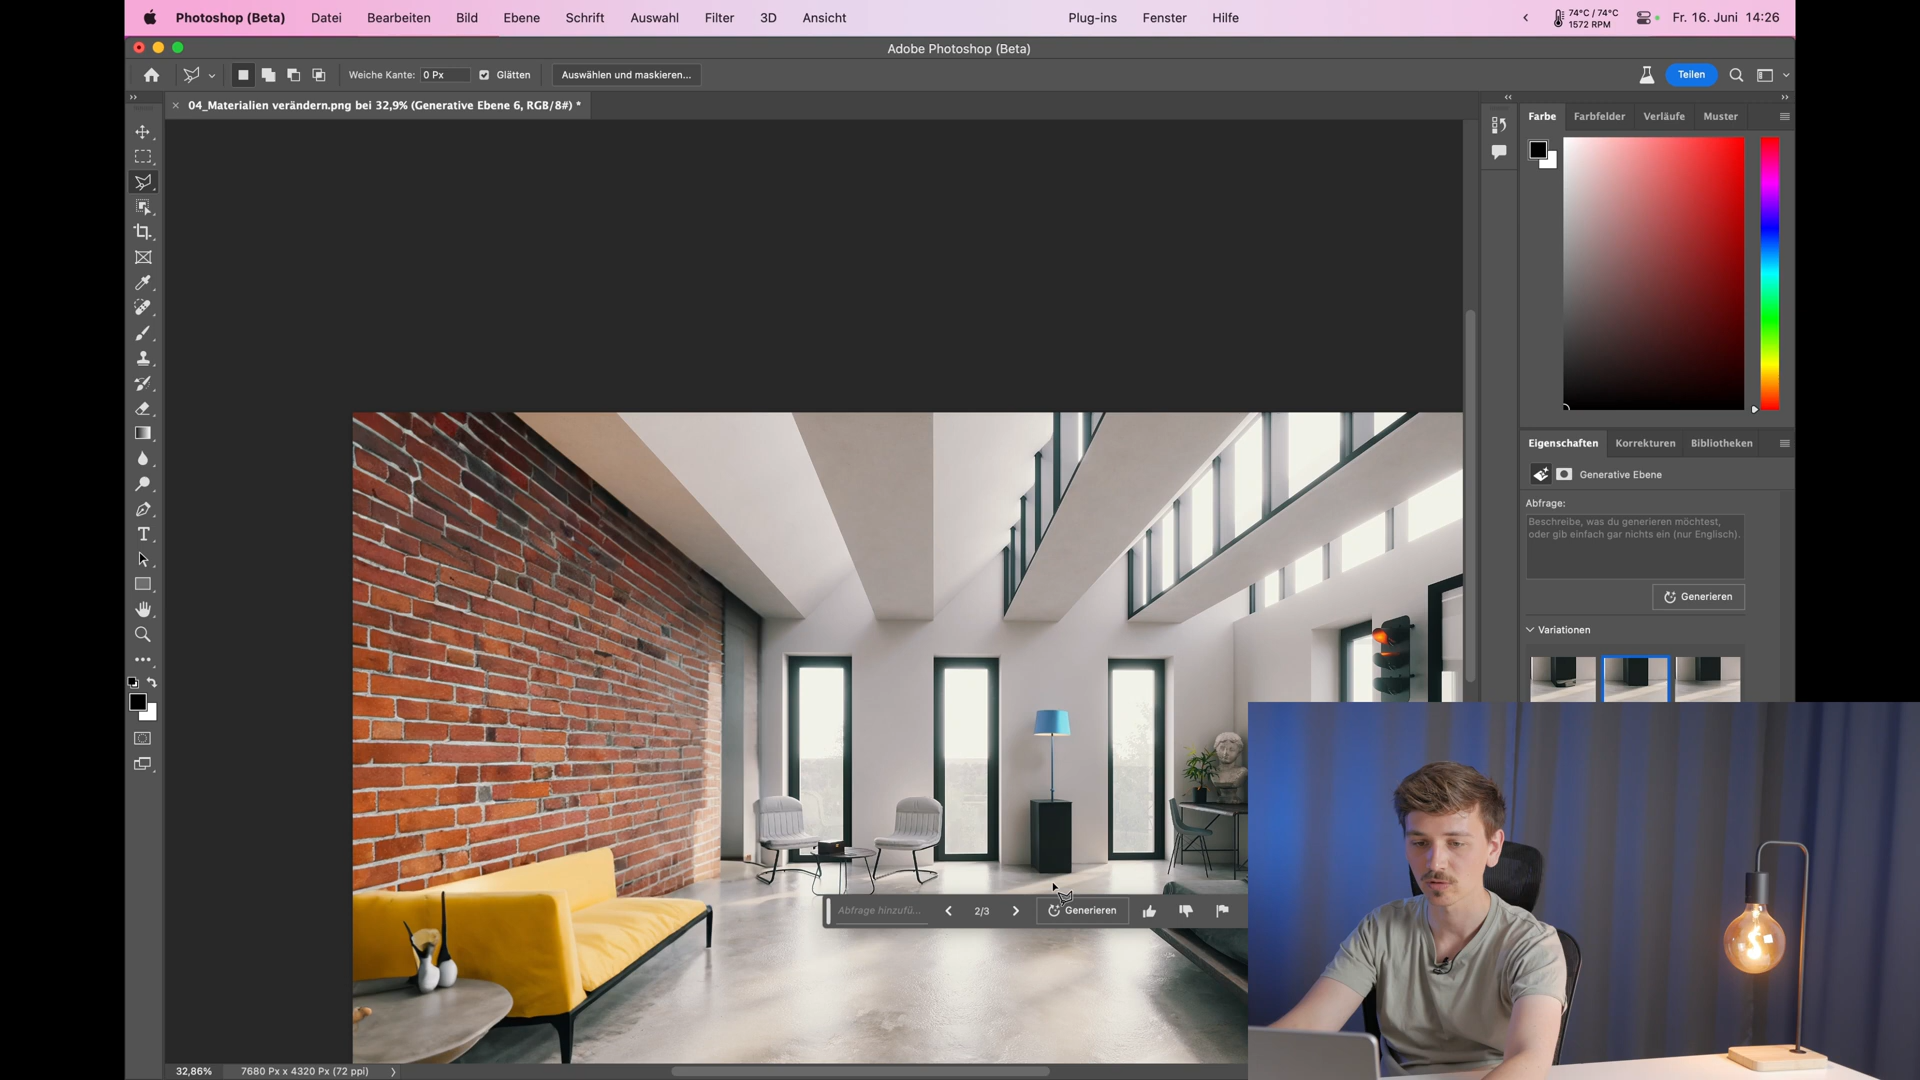 Photoshop (Beta) Datei Bearbeiten Bild Ebene Schrift Auswahl Filter 3D Ansicht Plug-ins Fenster Hilfe
74°C / 74°C
1572 RPM
Fr. 16. Juni 14:26
Adobe Photoshop (Beta)
Weiche Kante: 0 Px Glätten Auswählen und maskieren... Teilen
04_Materialien verändern.png bei 32,9% (Generative Ebene 6, RGB/8#) *
Farbe Farbfelder Verläufe Muster
Eigenschaften Korrekturen Bibliotheken
Generative Ebene
Abfrage:
Beschreibe, was du generieren möchtest,
oder gib einfach gar nichts ein (nur Englisch).
Generieren
Variationen
Abfrage hinzufü... 2/3 Generieren
32,86% 7680 Px x 4320 Px (72 ppi)